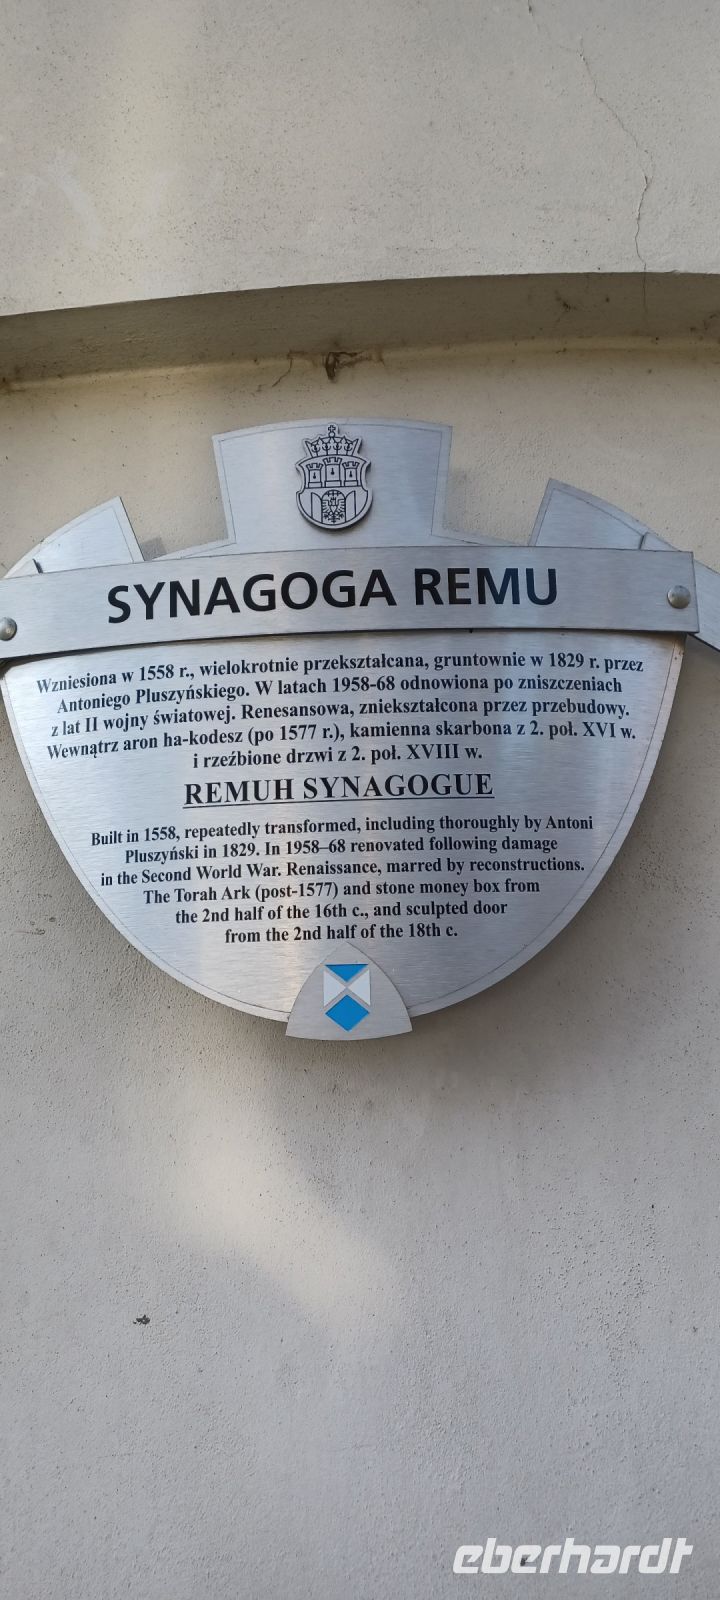 SYNAGOGA REMU
Wzniesiona w 1558 r., wielokrotnie przekształcana, gruntownie w 1829 r. przez
Antoniego Pluszyńskiego. W latach 1958-68 odnowiona po zniszczeniach
z lat II wojny światowej. Renesansowa, zniekształcona przez przebudowy.
Wewnątrz aron ha-kodesz (po 1577 r.), kamienna skarbona z 2. poł. XVI w.
i rzeźbione drzwi z 2. poł. XVIII w.
REMUH SYNAGOGUE
Built in 1558, repeatedly transformed, including thoroughly by Antoni
Pluszyński in 1829. In 1958–68 renovated following damage
in the Second World War. Renaissance, marred by reconstructions.
The Torah Ark (post-1577) and stone money box from
the 2nd half of the 16th c., and sculpted door
from the 2nd half of the 18th c.
eberhardt